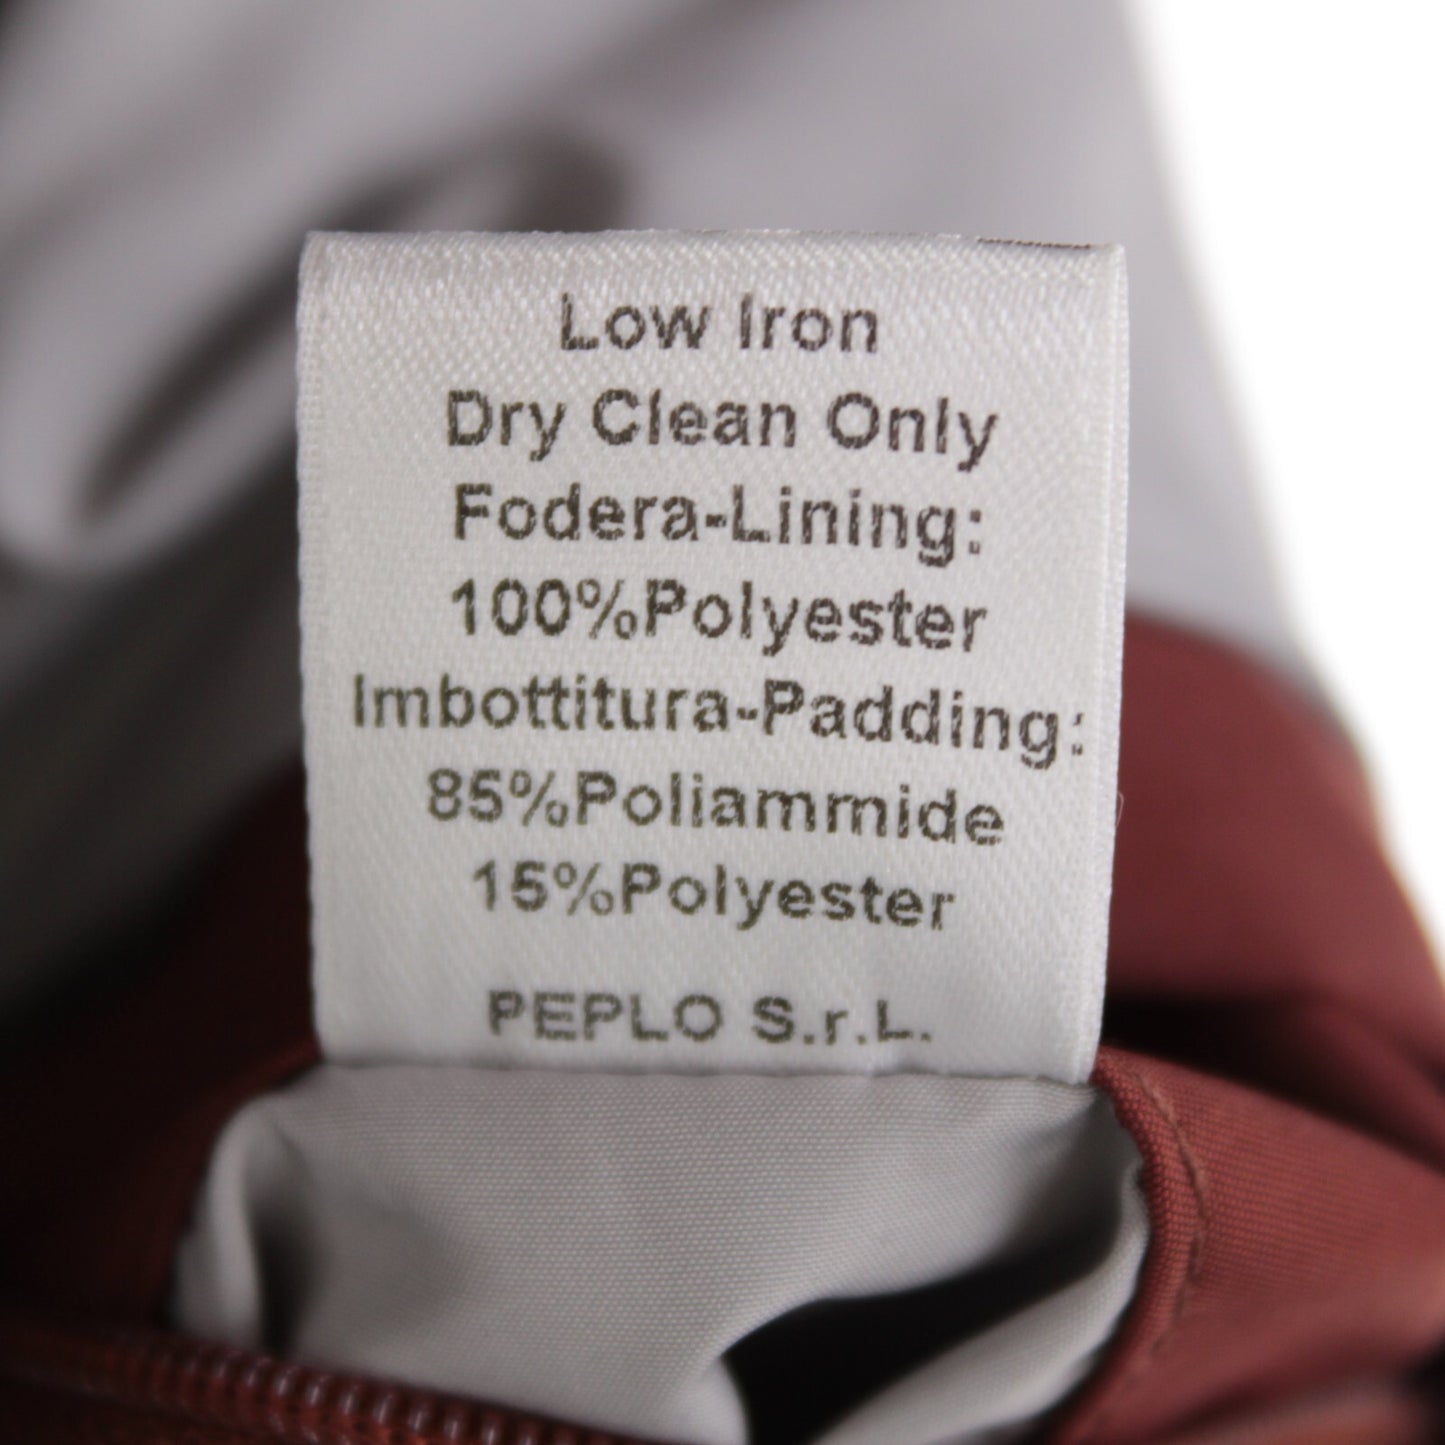 Low Iron
Dry Clean Only
Fodera-Lining:
100%Polyester
Imbottitura-Padding:
85%Poliammide
15%Polyester
PEPLO S.r.L.